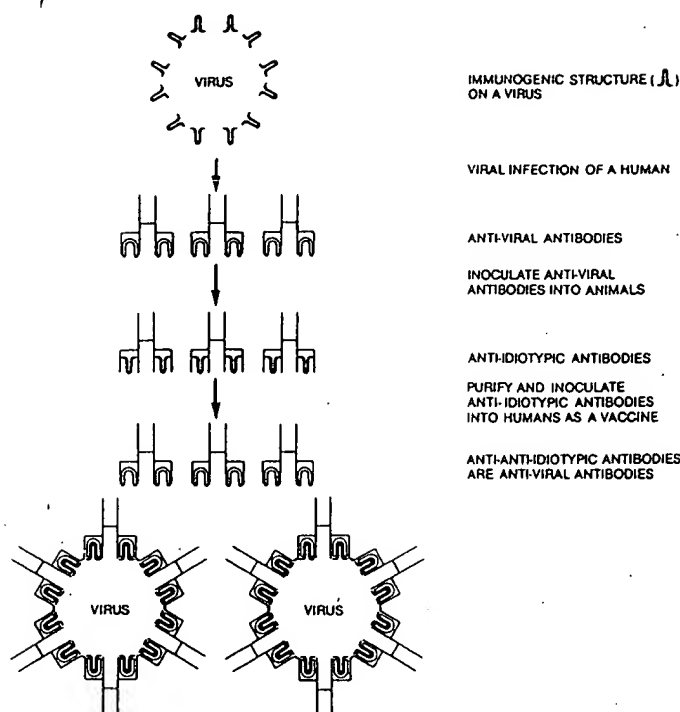 VIRUS
IMMUNOGENIC STRUCTURE ( )
ON A VIRUS
VIRAL INFECTION OF A HUMAN
ANTI-VIRAL ANTIBODIES
INOCULATE ANTI-VIRAL
ANTIBODIES INTO ANIMALS
ANTI-IDIOTYPIC ANTIBODIES
PURIFY AND INOCULATE
ANTI-IDIOTYPIC ANTIBODIES
INTO HUMANS AS A VACCINE
ANTI-ANTI-IDIOTYPIC ANTIBODIES
ARE ANTI-VIRAL ANTIBODIES
VIRUS
VIRUS